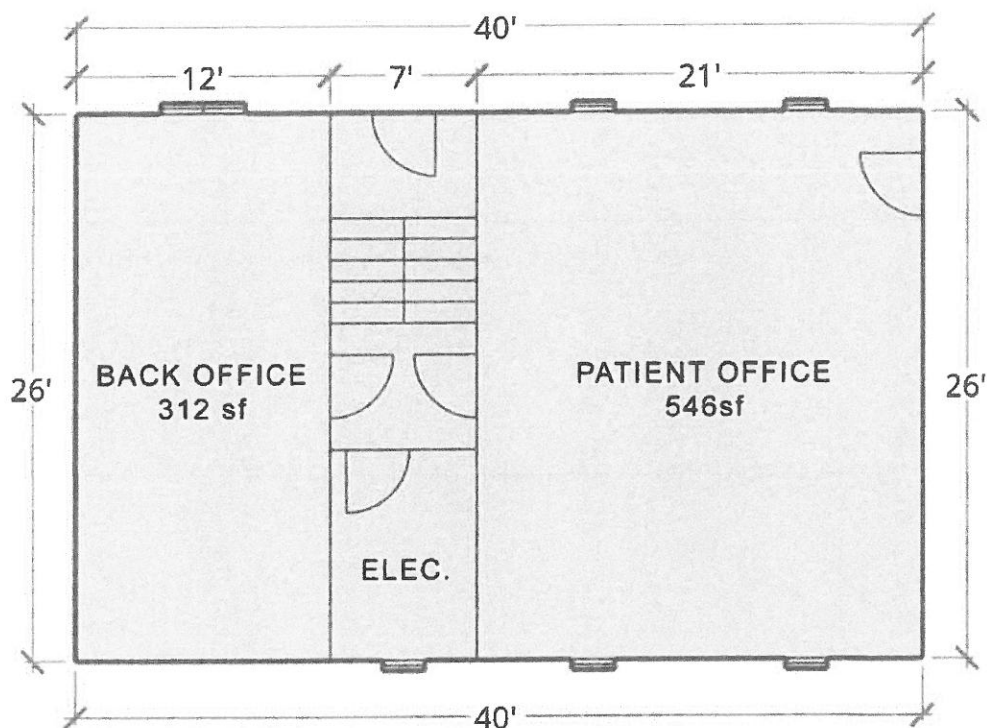 40'
12'
7'
21'
26'
BACK OFFICE
312 sf
PATIENT OFFICE
546sf
26'
ELEC.
40'